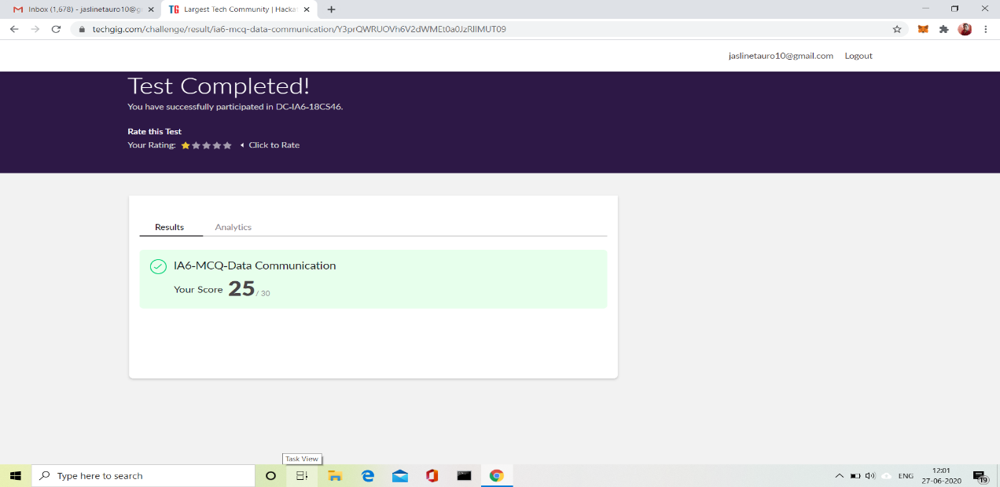 Inbox (1,678) - jaslinetauro10@g
TG Largest Tech Community | Hacka
techgig.com/challenge/result/ia6-mcq-data-communication/
jaslinetauro10@gmail.com Logout
Test Completed!
You have successfully participated in DC-IA6-18CS46.
Rate this Test
Your Rating: Click to Rate
Results Analytics
IA6-MCQ-Data Communication
Your Score 25 / 30
Task View
Type here to search
ENG
12:01
27-06-2020
19